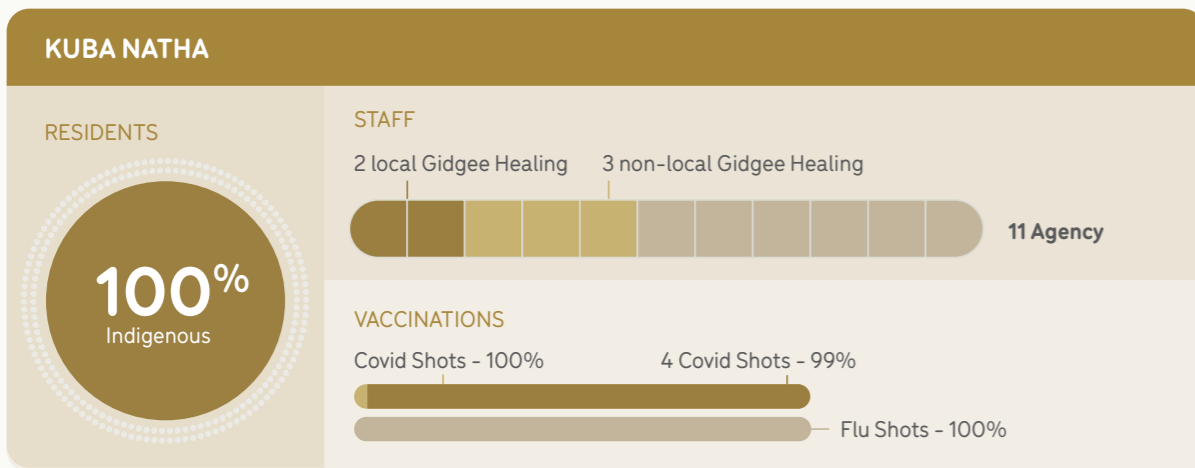 KUBA NATHA
RESIDENTS
100%
Indigenous
STAFF
2 local Gidgee Healing
3 non-local Gidgee Healing
11 Agency
VACCINATIONS
Covid Shots - 100%
4 Covid Shots - 99%
Flu Shots - 100%